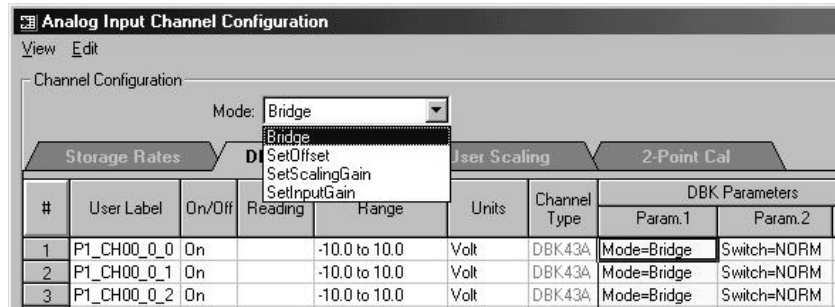 Analog Input Channel Configuration
View Edit
Channel Configuration
Mode: Bridge
Bridge
SetOffset
SetScalingGain
SetInputGain
Storage Rates User Scaling 2-Point Cal
# User Label On/Off Reading Range Units Channel Type DBK Parameters
Param.1 Param.2
1 P1_CH00_0_0 On -10.0 to 10.0 Volt DBK43A Mode=Bridge Switch=NORM
2 P1_CH00_0_1 On -10.0 to 10.0 Volt DBK43A Mode=Bridge Switch=NORM
3 P1_CH00_0_2 On -10.0 to 10.0 Volt DBK43A Mode=Bridge Switch=NORM